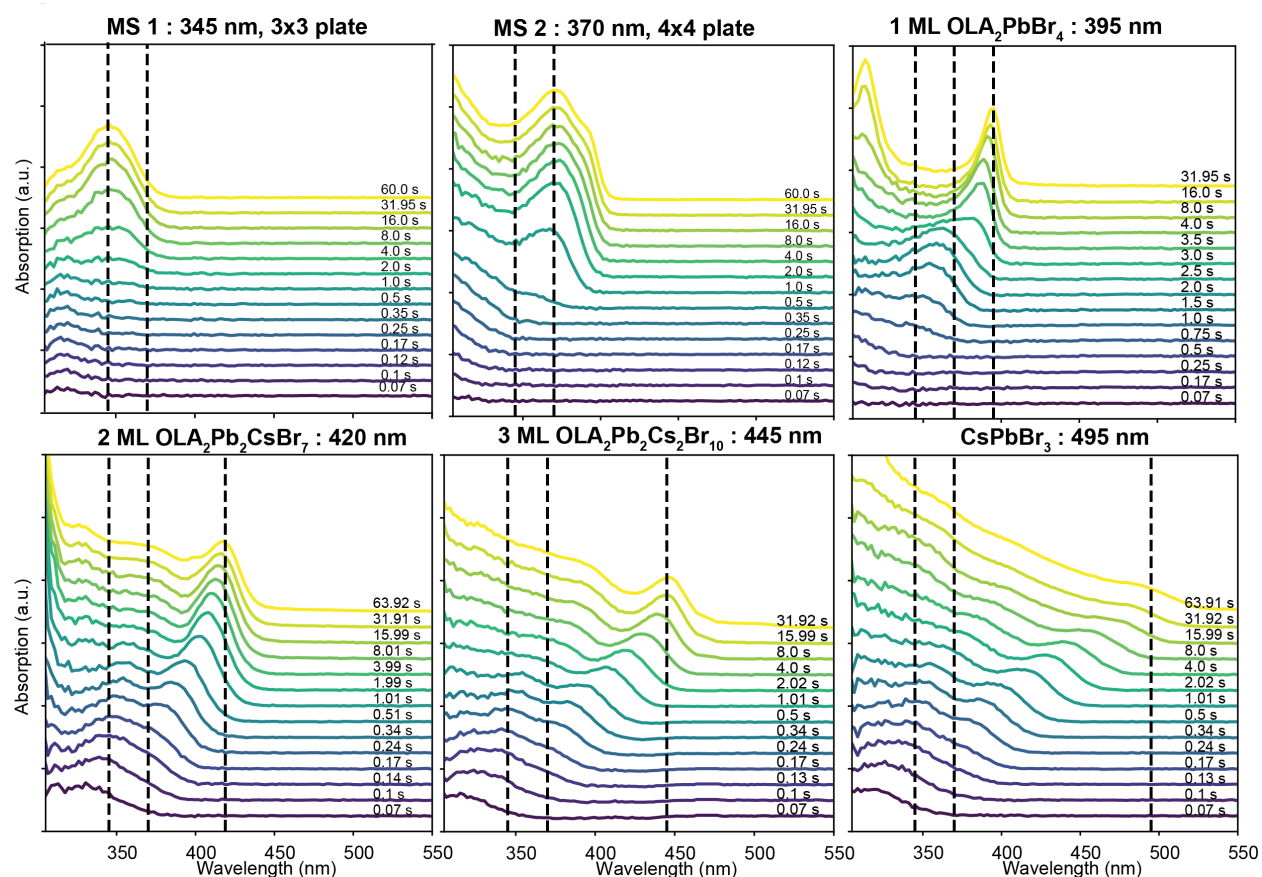 MS 1 : 345 nm, 3x3 plate
MS 2 : 370 nm, 4x4 plate
1 ML OLA₂PbBr₄ : 395 nm
Absorption (a.u.)
60.0 s
31.95 s
16.0 s
8.0 s
4.0 s
2.0 s
1.0 s
0.5 s
0.35 s
0.25 s
0.17 s
0.12 s
0.1 s
0.07 s
60.0 s
31.95 s
16.0 s
8.0 s
4.0 s
2.0 s
1.0 s
0.5 s
0.35 s
0.25 s
0.17 s
0.12 s
0.1 s
0.07 s
31.95 s
16.0 s
8.0 s
4.0 s
3.5 s
3.0 s
2.5 s
2.0 s
1.5 s
1.0 s
0.75 s
0.5 s
0.25 s
0.17 s
0.07 s
2 ML OLA₂Pb₂CsBr₇ : 420 nm
3 ML OLA₂Pb₂Cs₂Br₁₀ : 445 nm
CsPbBr₃ : 495 nm
Absorption (a.u.)
63.92 s
31.91 s
15.99 s
8.01 s
3.99 s
1.99 s
1.01 s
0.51 s
0.34 s
0.24 s
0.17 s
0.14 s
0.1 s
0.07 s
31.92 s
15.99 s
8.0 s
4.0 s
2.02 s
1.01 s
0.5 s
0.34 s
0.24 s
0.17 s
0.13 s
0.1 s
0.07 s
63.91 s
31.92 s
15.99 s
8.0 s
4.0 s
2.02 s
1.01 s
0.5 s
0.34 s
0.24 s
0.17 s
0.13 s
0.1 s
0.07 s
350 400 450 500 550
350 400 450 500 550
350 400 450 500 550
Wavelength (nm)
Wavelength (nm)
Wavelength (nm)